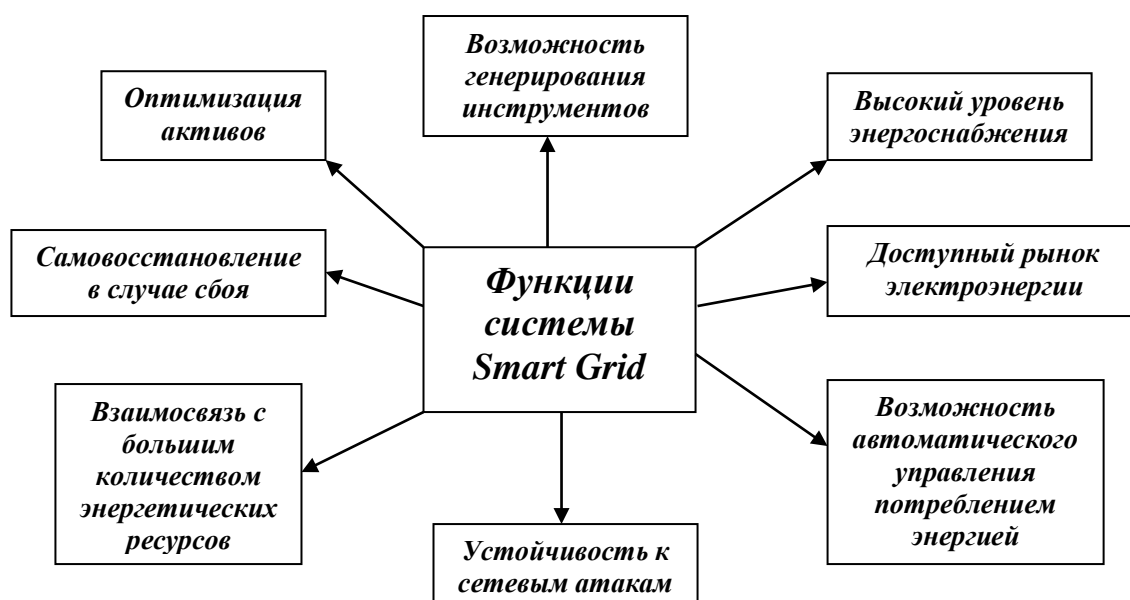 Возможность
генерирования
инструментов
Оптимизация
активов
Высокий уровень
энергоснабжения
Самовосстановление
в случае сбоя
Функции
системы
Smart Grid
Доступный рынок
электроэнергии
Взаимосвязь с
большим
количеством
энергетических
ресурсов
Возможность
автоматического
управления
потреблением
энергией
Устойчивость к
сетевым атакам